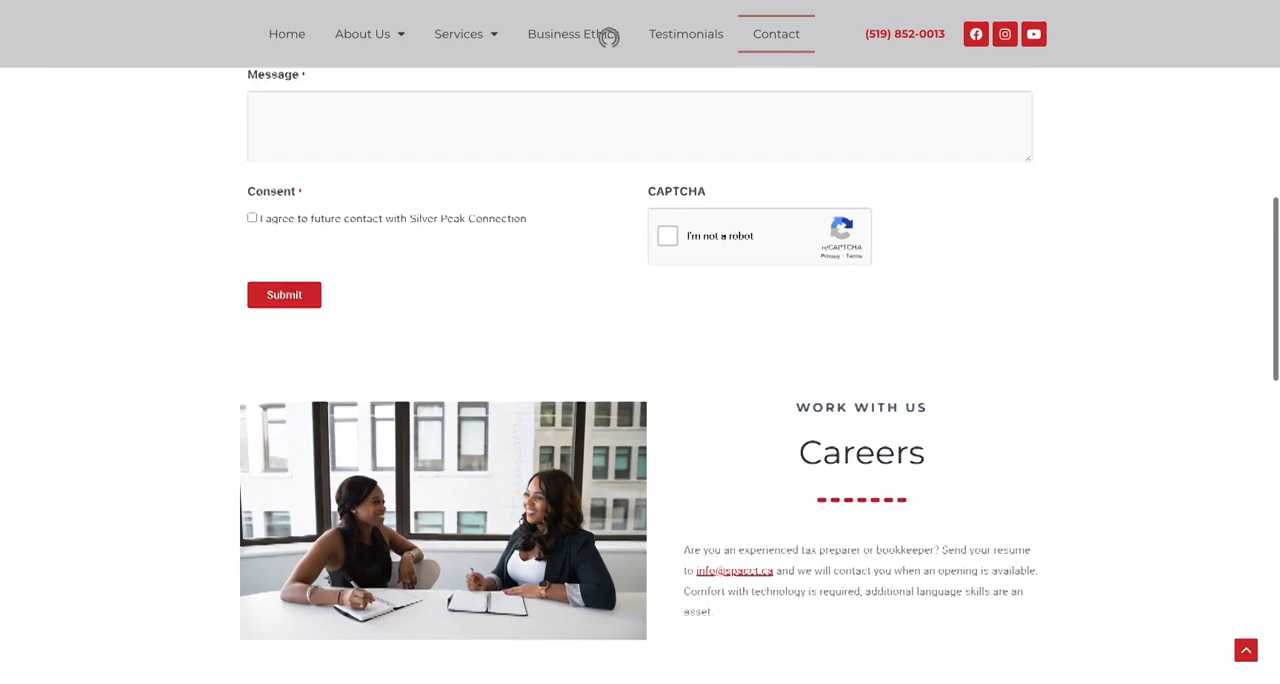 Home About Us Services Business Ethics Testimonials Contact (519) 852-0013
Message *
Consent * CAPTCHA
I agree to future contact with Silver Peak Connection
I'm not a robot
reCAPTCHA
Privacy - Terms
Submit
WORK WITH US
Careers
Are you an experienced tax preparer or bookkeeper? Send your resume
to info@spacct.ca and we will contact you when an opening is available.
Comfort with technology is required, additional language skills are an
asset.